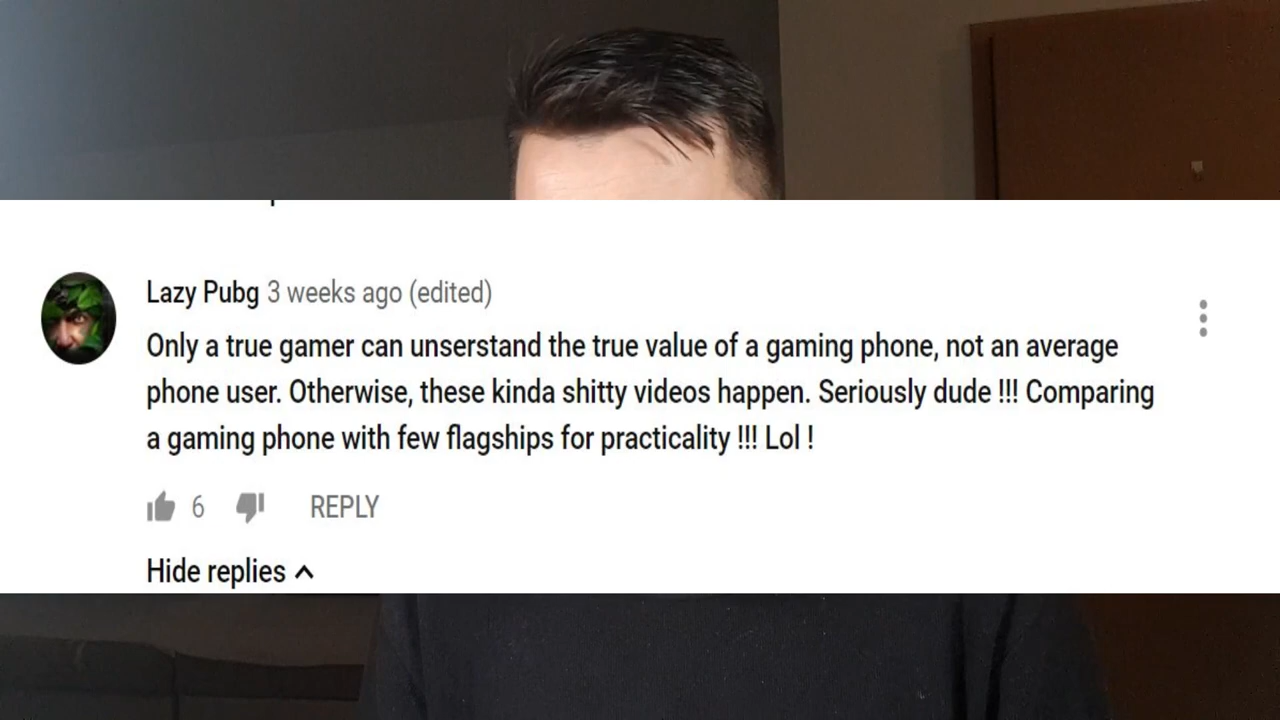 Lazy Pubg 3 weeks ago (edited)
Only a true gamer can unserstand the true value of a gaming phone, not an average
phone user. Otherwise, these kinda shitty videos happen. Seriously dude !!! Comparing
a gaming phone with few flagships for practicality !!! Lol !
6 REPLY
Hide replies